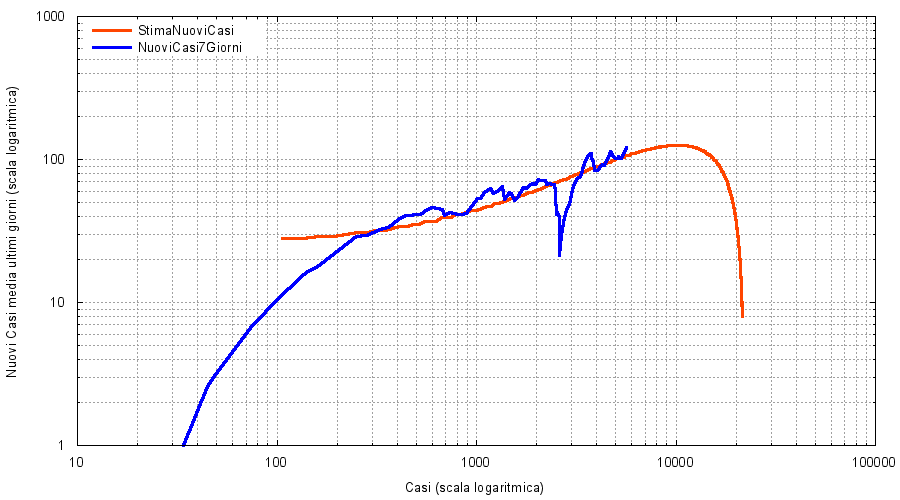 1000
StimaNuoviCasi
NuoviCasi7Giorni
100
10
1
Nuovi Casi media ultimi giorni (scala logaritmica)
10 100 1000 10000 100000
Casi (scala logaritmica)